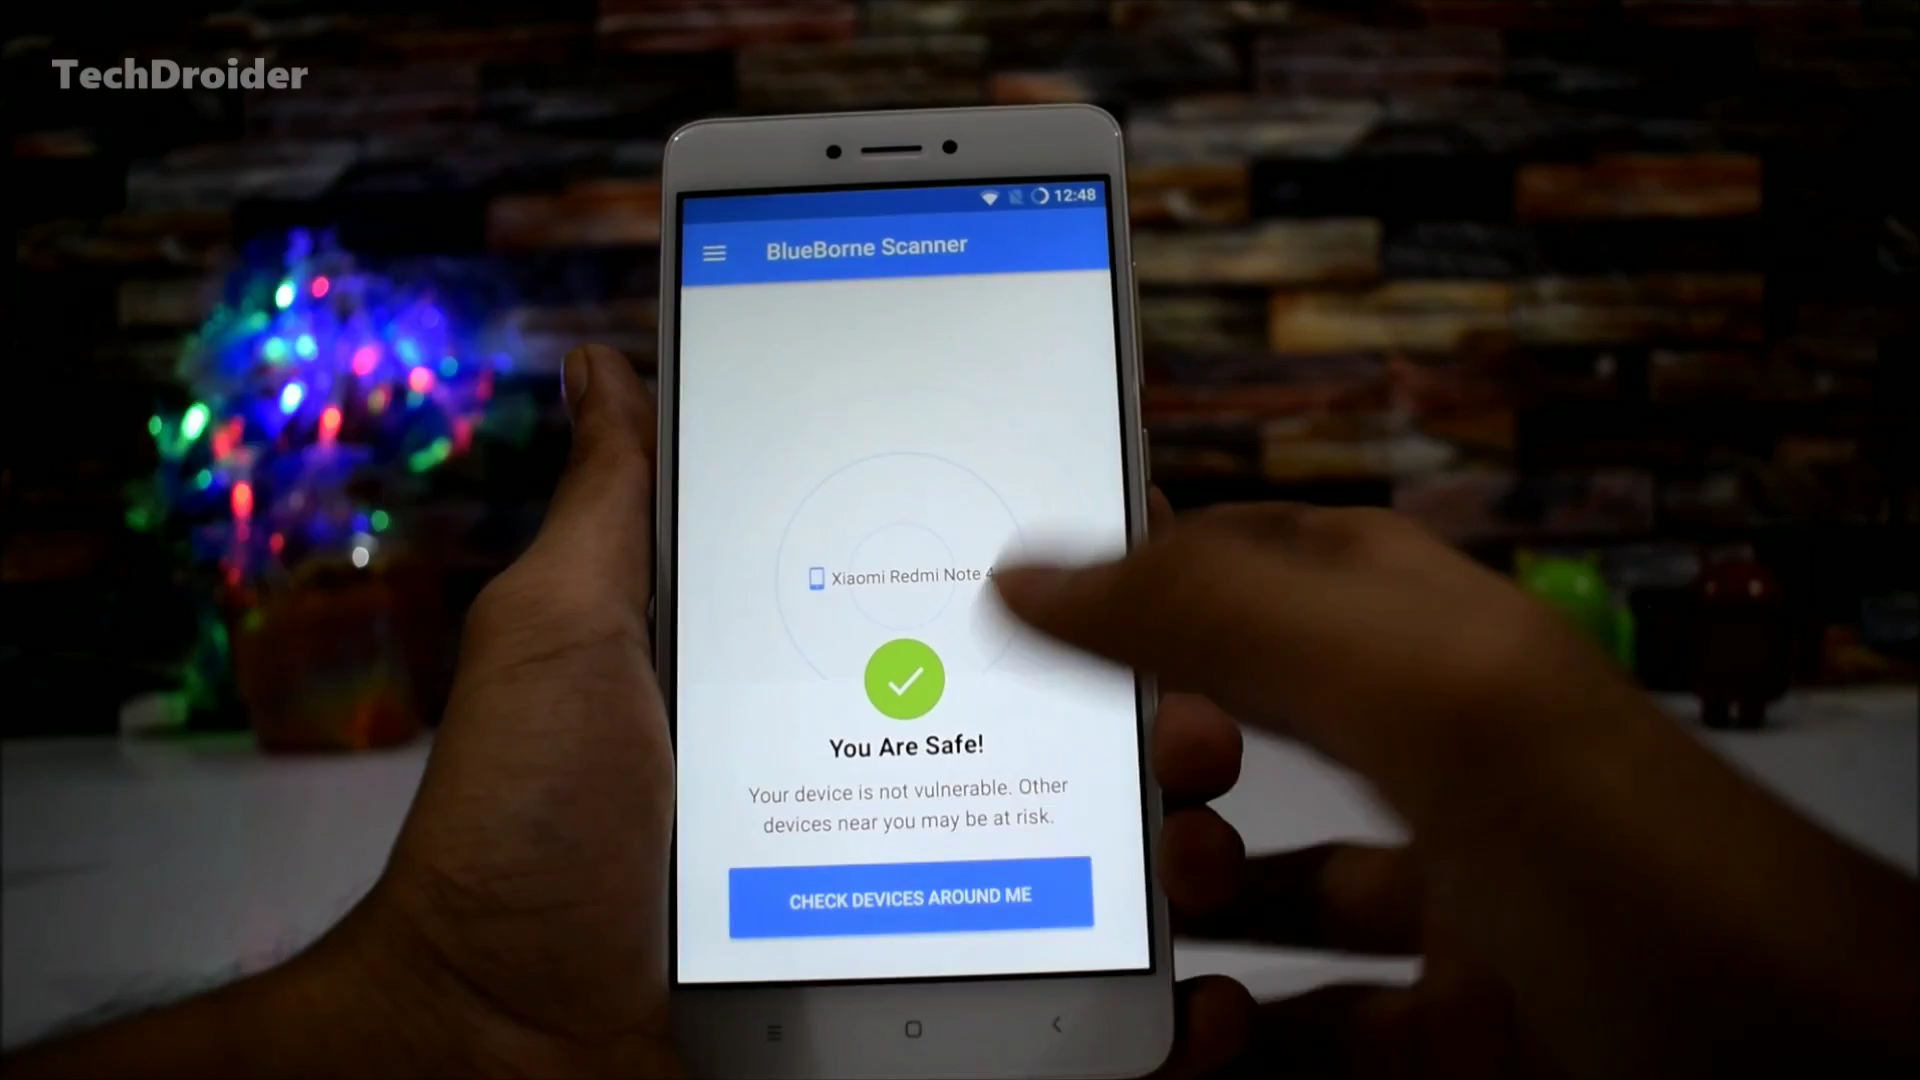 TechDroider
12:48
BlueBorne Scanner
Xiaomi Redmi Note 4
You Are Safe!
Your device is not vulnerable. Other
devices near you may be at risk.
CHECK DEVICES AROUND ME